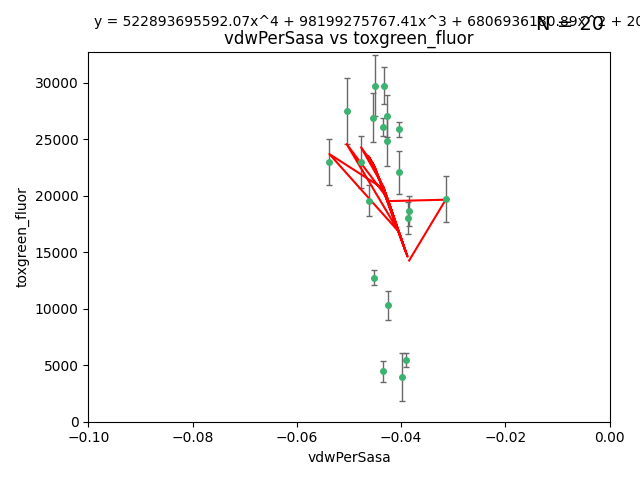 y = 522893695592.07x^4 + 98199275767.41x^3 +
N = 20
vdwPerSasa vs toxgreen_fluor
toxgreen_fluor
30000
25000
20000
15000
10000
5000
0
−0.10 −0.08 −0.06 −0.04 −0.02 0.00
vdwPerSasa